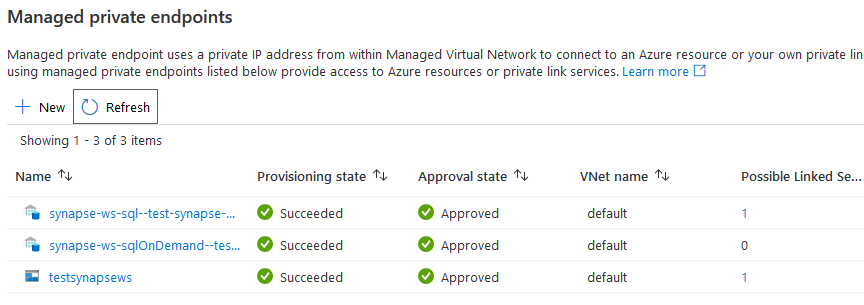 Managed private endpoints
Managed private endpoint uses a private IP address from within Managed Virtual Network to connect to an Azure resource or your own private lin
using managed private endpoints listed below provide access to Azure resources or private link services. Learn more
New Refresh
Showing 1 - 3 of 3 items
Name Provisioning state Approval state VNet name Possible Linked Se...
synapse-ws-sql--test-synapse-... Succeeded Approved default 1
synapse-ws-sqlOnDemand--tes... Succeeded Approved default 0
testsynapsews Succeeded Approved default 1